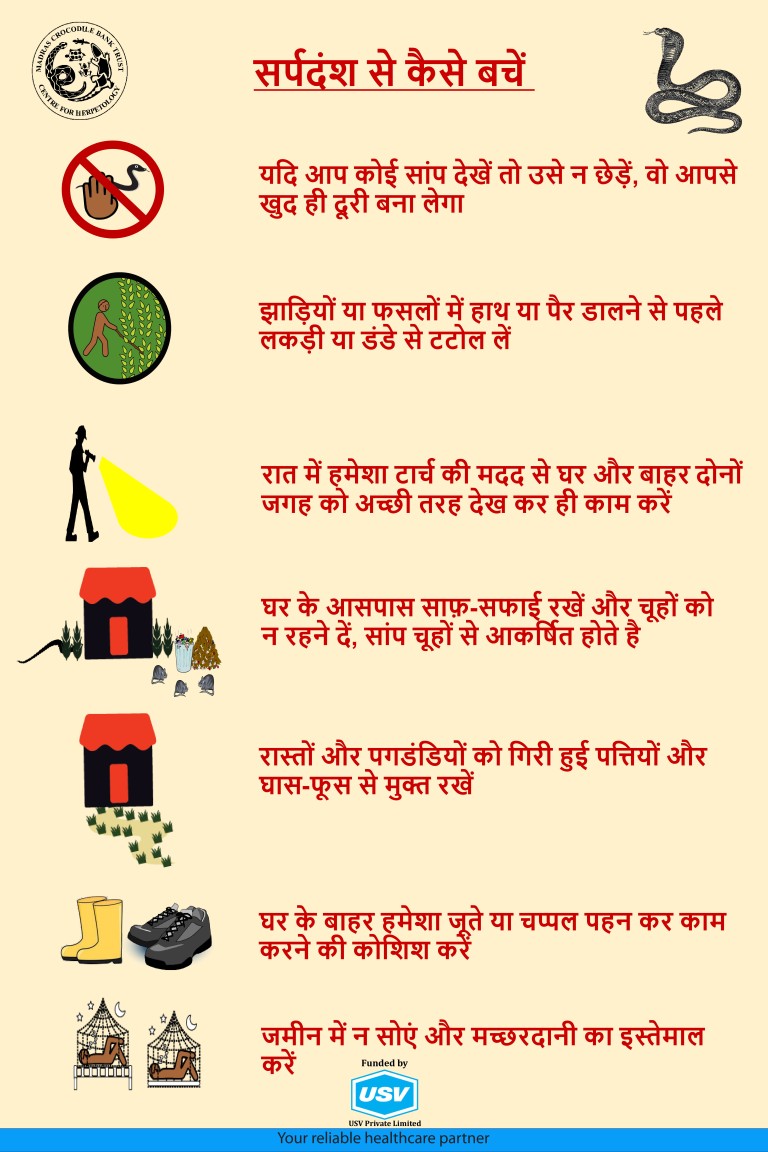 MADRAS CROCODILE BANK TRUST
CENTRE FOR HERPETOLOGY
सर्पदंश से कैसे बचें
यदि आप कोई सांप देखें तो उसे न छेड़ें, वो आपसे
खुद ही दूरी बना लेगा
झाड़ियों या फसलों में हाथ या पैर डालने से पहले
लकड़ी या डंडे से टटोल लें
रात में हमेशा टार्च की मदद से घर और बाहर दोनों
जगह को अच्छी तरह देख कर ही काम करें
घर के आसपास साफ़-सफाई रखें और चूहों को
न रहने दें, सांप चूहों से आकर्षित होते है
रास्तों और पगडंडियों को गिरी हुई पत्तियों और
घास-फूस से मुक्त रखें
घर के बाहर हमेशा जूते या चप्पल पहन कर काम
करने की कोशिश करें
जमीन में न सोएं और मच्छरदानी का इस्तेमाल
करें
Funded by
USV
USV Private Limited
Your reliable healthcare partner